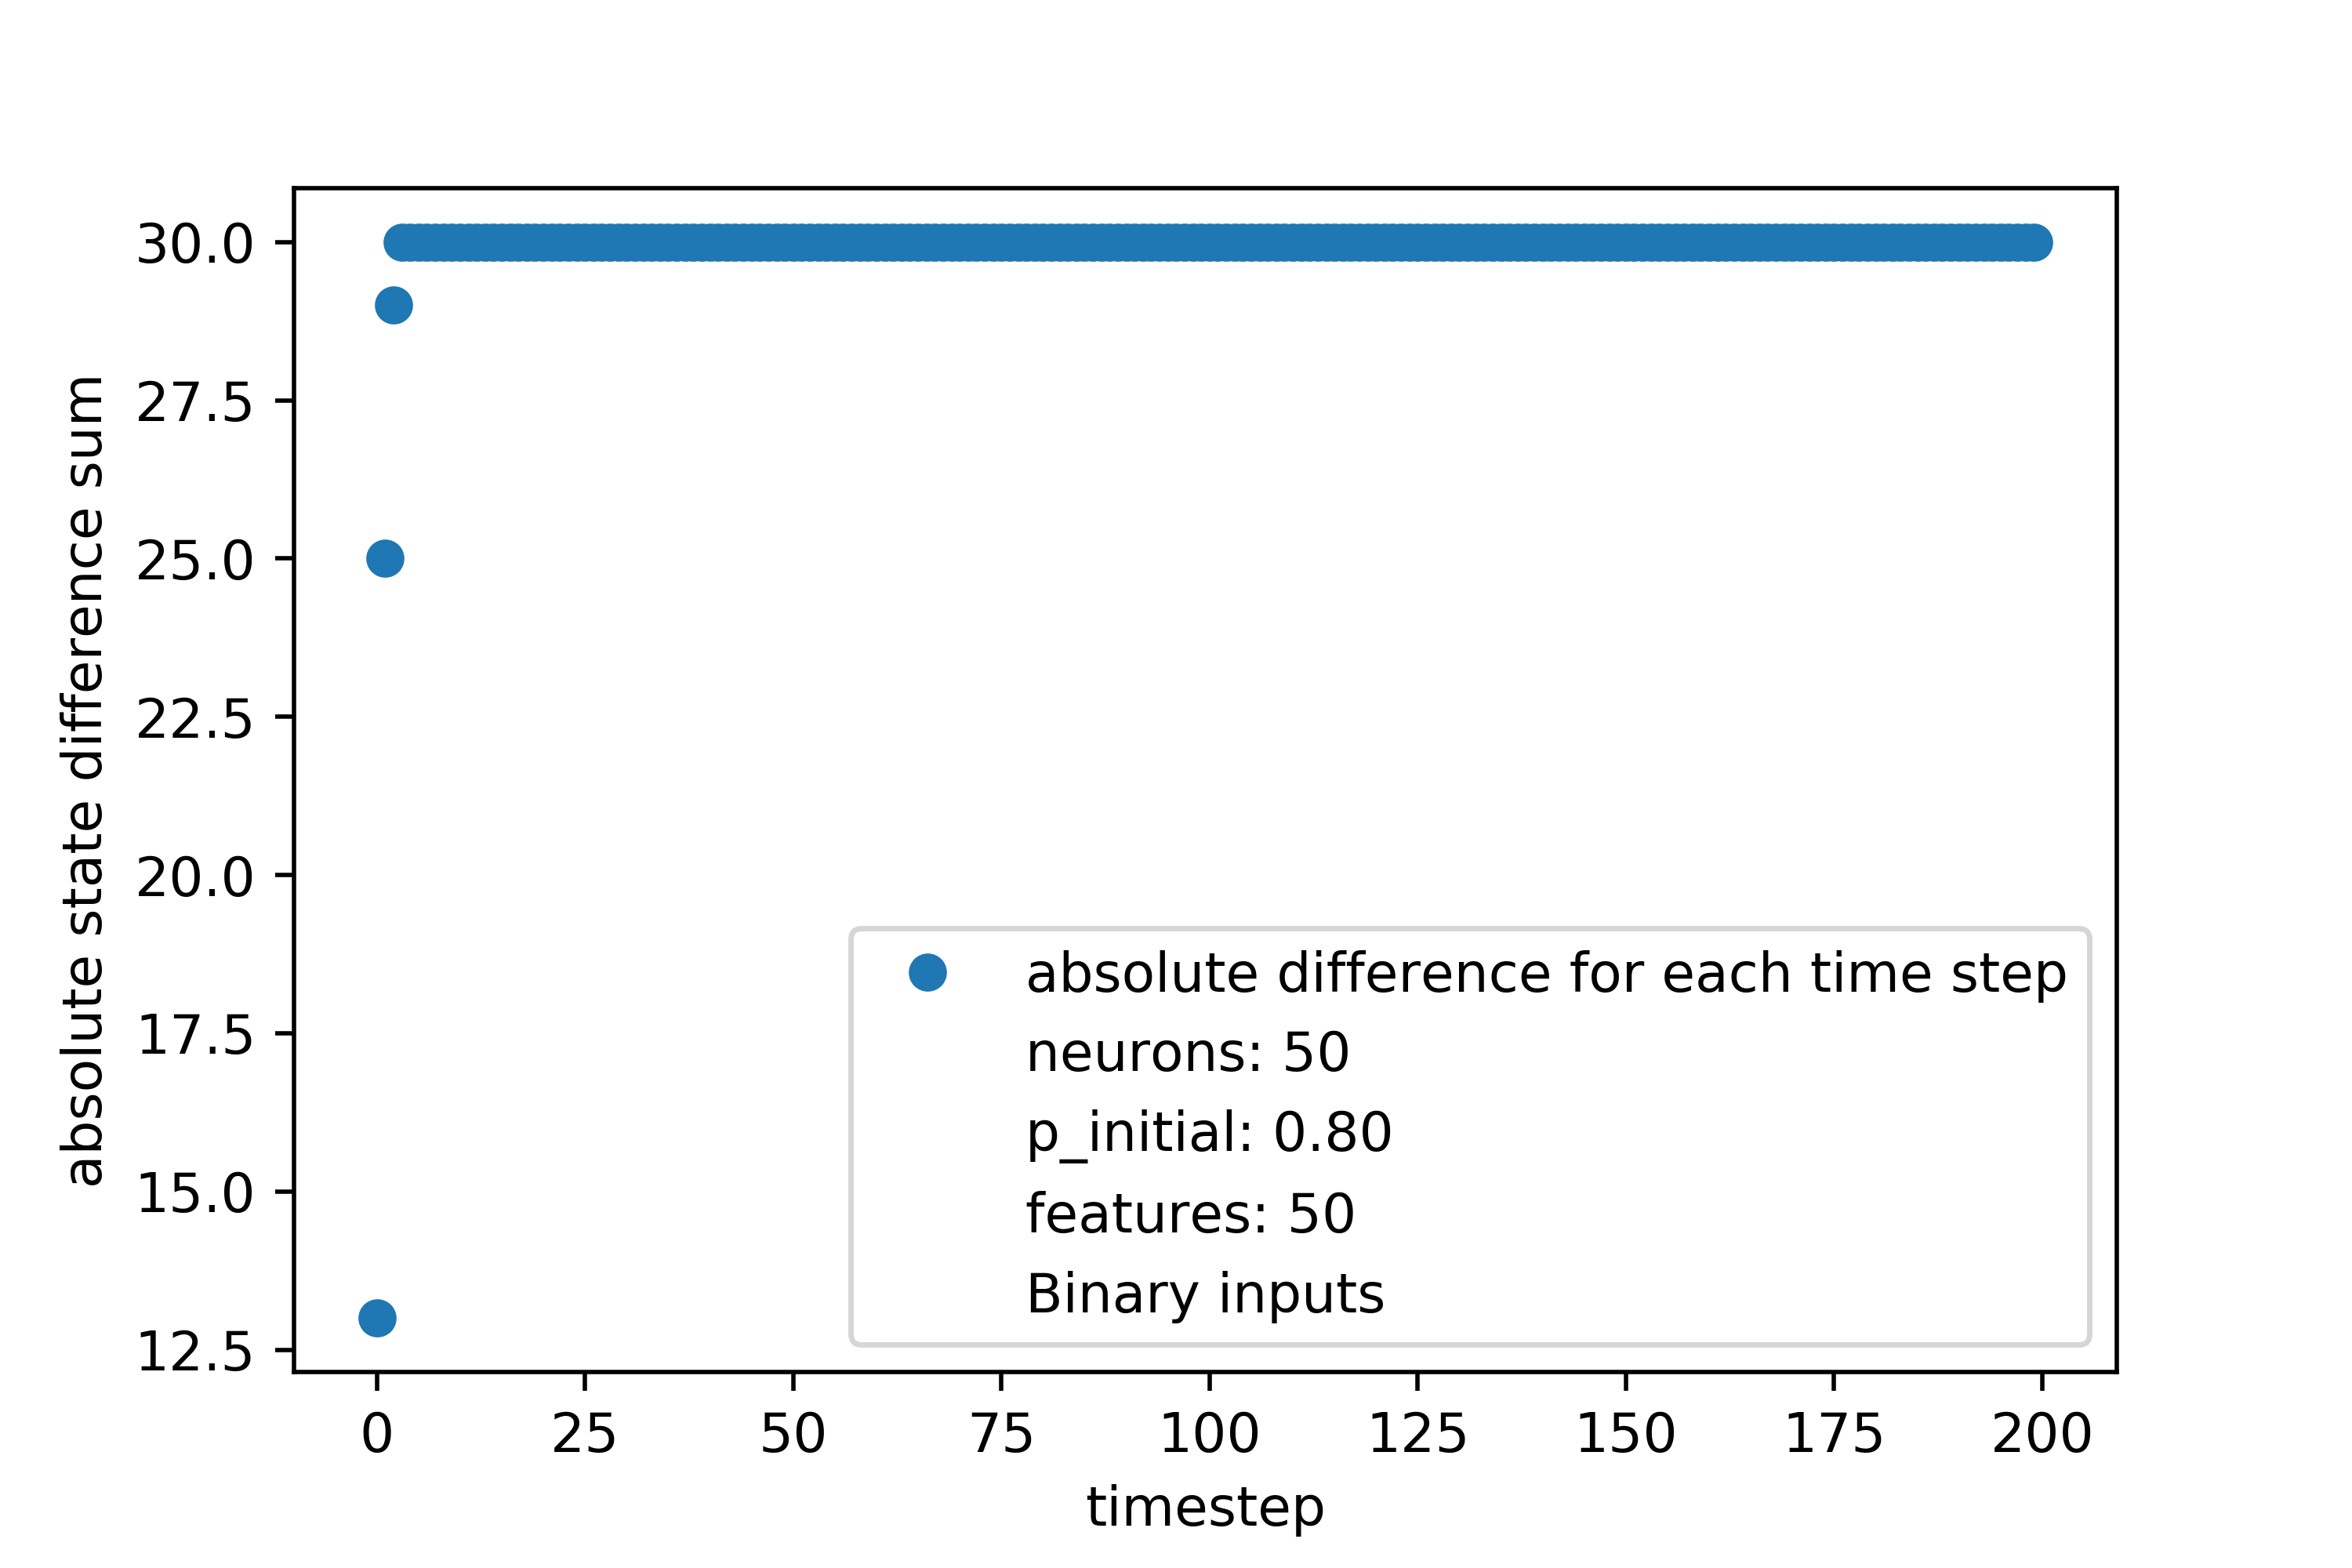 absolute state difference sum
30.0
27.5
25.0
22.5
20.0
17.5
15.0
12.5
absolute difference for each time step
neurons: 50
p_initial: 0.80
features: 50
Binary inputs
0 25 50 75 100 125 150 175 200
timestep